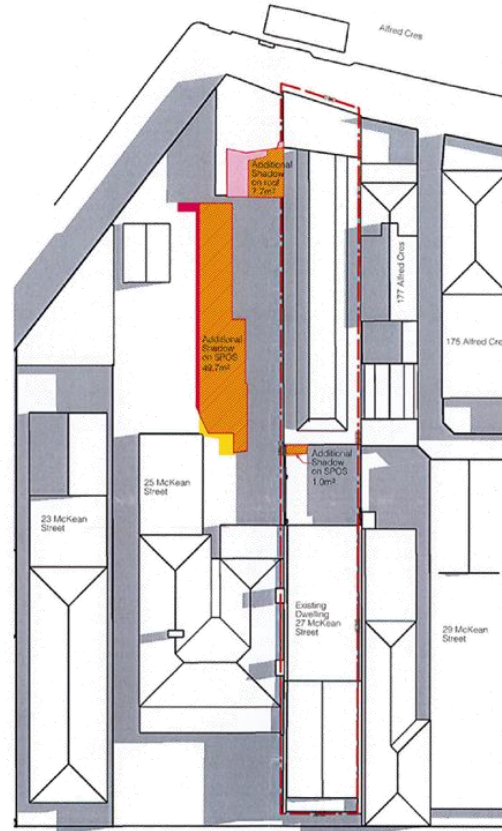 Alfred Cres
Additional
Shadow
on roof
7.7m²
177 Alfred Cres
175 Alfred Cres
Additional
Shadow
on SPOS
49.7m²
Additional
Shadow
on SPOS
1.0m²
25 McKean
Street
23 McKean
Street
Existing
Dwelling
27 McKean
Street
29 McKean
Street